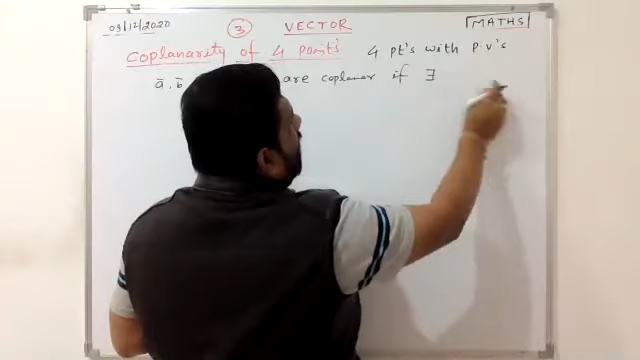 03/12/2020 3 VECTOR MATHS
coplanarity of 4 points 4 pt's with p.v's
a̅, b̅ are coplanar if ∃